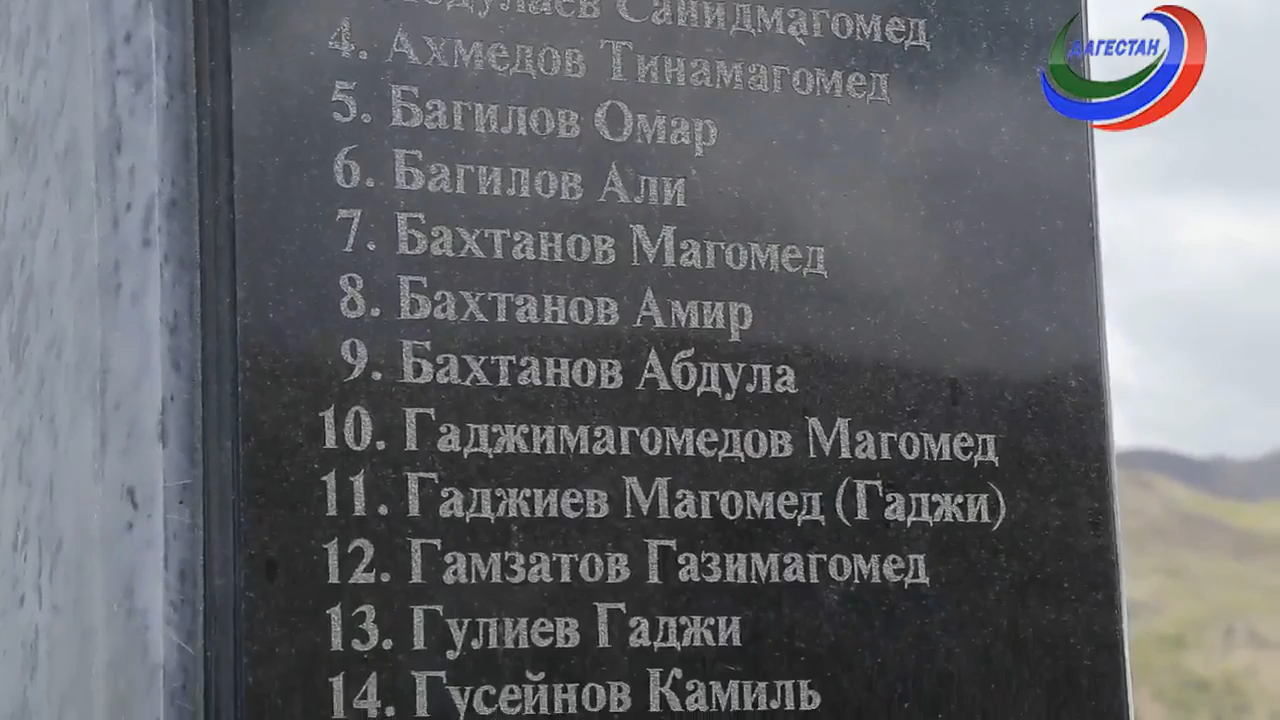 Санидмагомед
4. Ахмедов Тинамагомед
5. Багилов Омар
6. Багилов Али
7. Бахтанов Магомед
8. Бахтанов Амир
9. Бахтанов Абдула
10. Гаджимагомедов Магомед
11. Гаджиев Магомед (Гаджи)
12. Гамзатов Газимагомед
13. Гулиев Гаджи
14. Гусейнов Камиль
ДАГЕСТАН